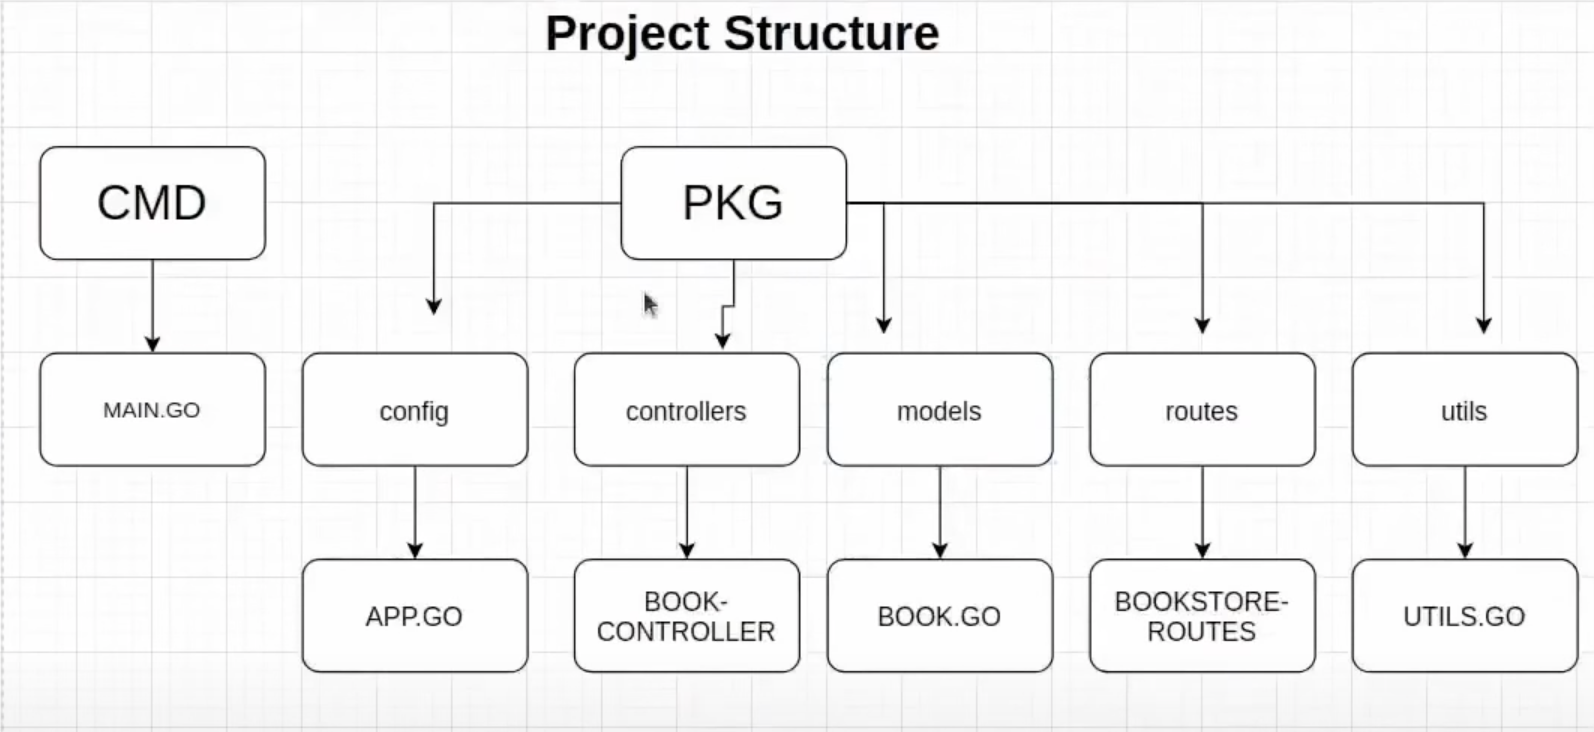 Project Structure
CMD
PKG
MAIN.GO
config
controllers
models
routes
utils
APP.GO
BOOK-
CONTROLLER
BOOK.GO
BOOKSTORE-
ROUTES
UTILS.GO